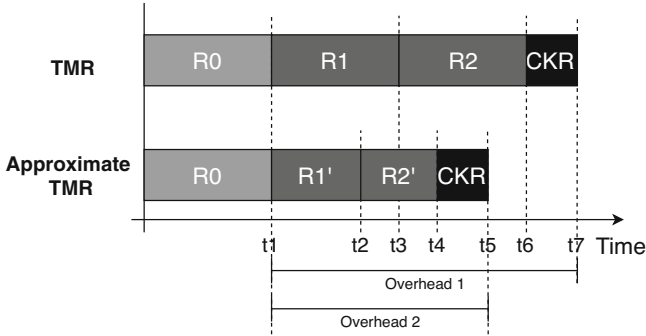 TMR R0 R1 R2 CKR
Approximate
TMR
R0 R1' R2' CKR
t1 t2 t3 t4 t5 t6 t7 Time
Overhead 1
Overhead 2